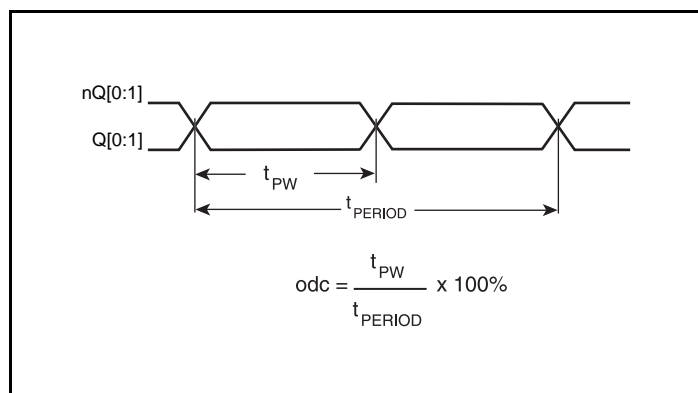 nQ[0:1]
Q[0:1]
tPW
tPERIOD
odc = tPW / tPERIOD x 100%